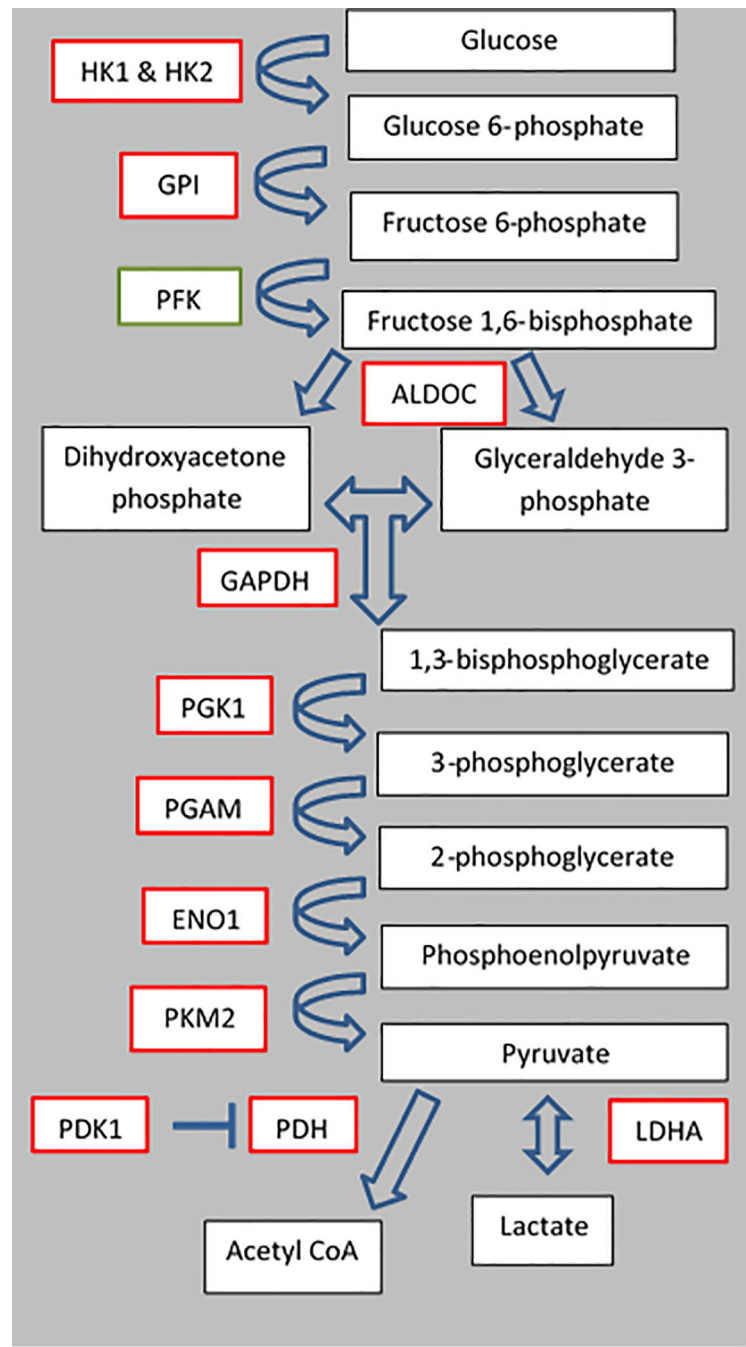 Glucose
HK1 & HK2
Glucose 6-phosphate
GPI
Fructose 6-phosphate
PFK
Fructose 1,6-bisphosphate
ALDOC
Dihydroxyacetone
phosphate
Glyceraldehyde 3-
phosphate
GAPDH
1,3-bisphosphoglycerate
PGK1
3-phosphoglycerate
PGAM
2-phosphoglycerate
ENO1
Phosphoenolpyruvate
PKM2
Pyruvate
PDK1
PDH
LDHA
Lactate
Acetyl CoA